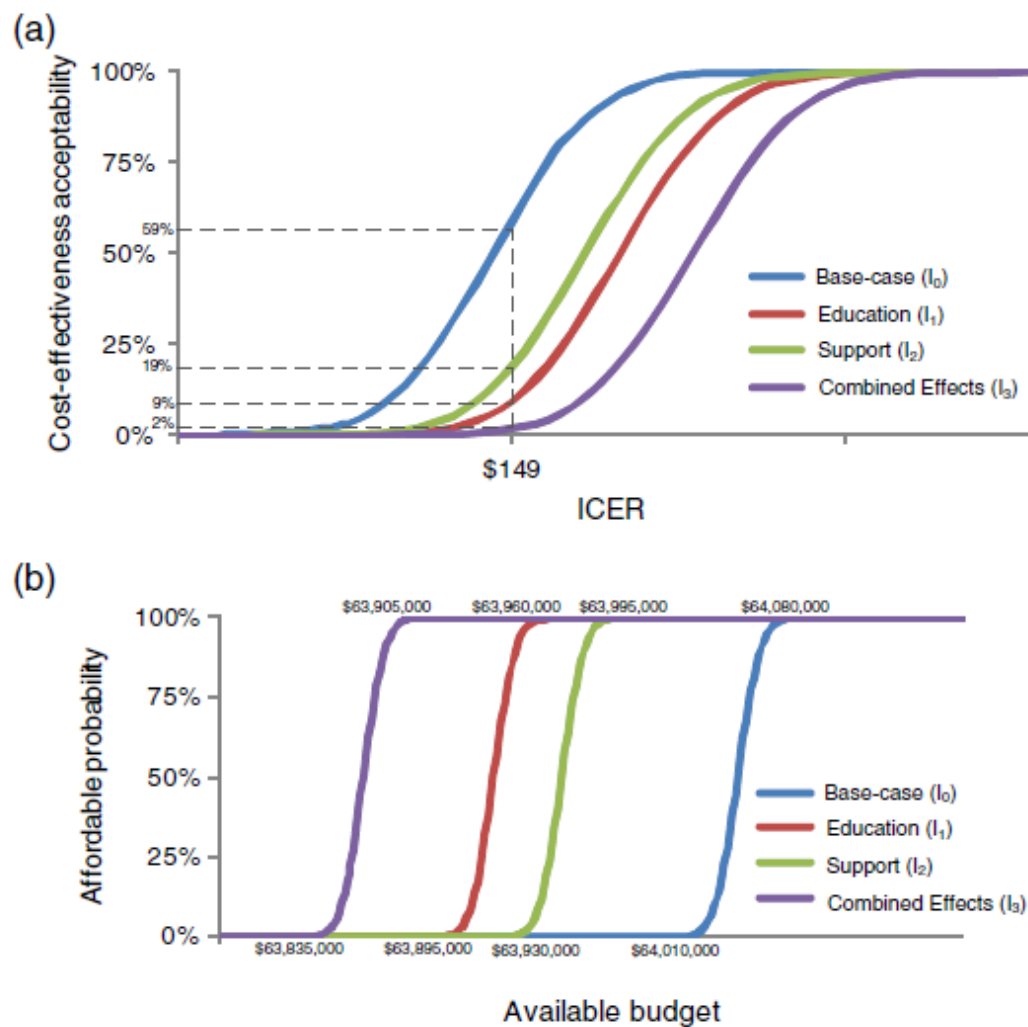 (a)
Cost-effectiveness acceptability
100%
75%
59%
50%
25%
19%
9%
2%
0%
Base-case (I₀)
Education (I₁)
Support (I₂)
Combined Effects (I₃)
$149
ICER
(b)
Affordable probability
$63,905,000 $63,960,000 $63,995,000 $64,080,000
100%
75%
50%
25%
0%
Base-case (I₀)
Education (I₁)
Support (I₂)
Combined Effects (I₃)
$63,835,000 $63,895,000 $63,930,000 $64,010,000
Available budget